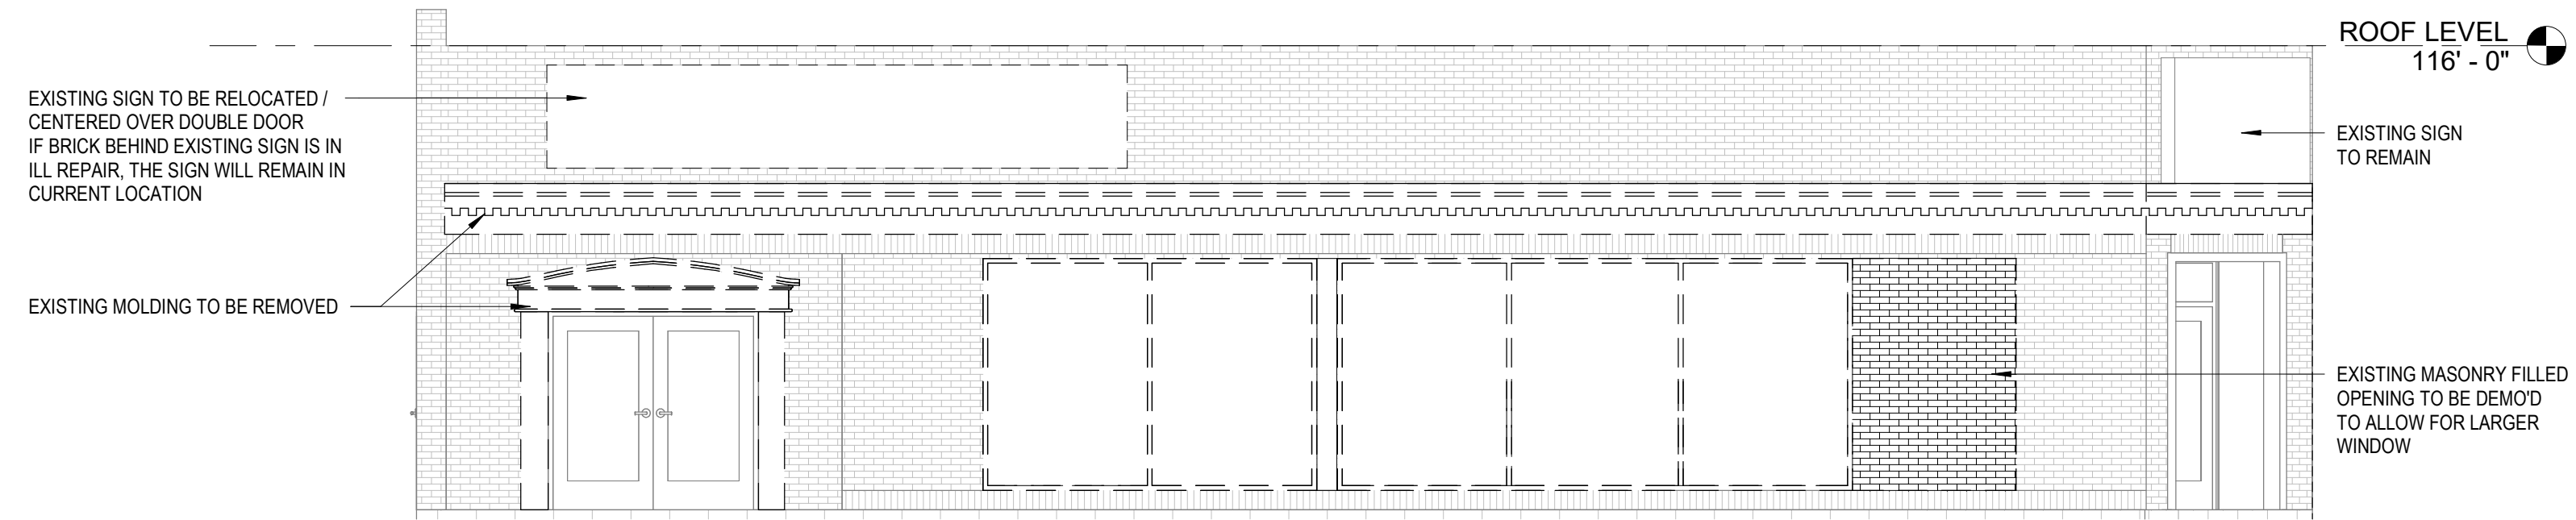 ROOF LEVEL
116' - 0"
EXISTING SIGN TO BE RELOCATED /
CENTERED OVER DOUBLE DOOR
IF BRICK BEHIND EXISTING SIGN IS IN
ILL REPAIR, THE SIGN WILL REMAIN IN
CURRENT LOCATION
EXISTING SIGN
TO REMAIN
EXISTING MOLDING TO BE REMOVED
EXISTING MASONRY FILLED
OPENING TO BE DEMO'D
TO ALLOW FOR LARGER
WINDOW